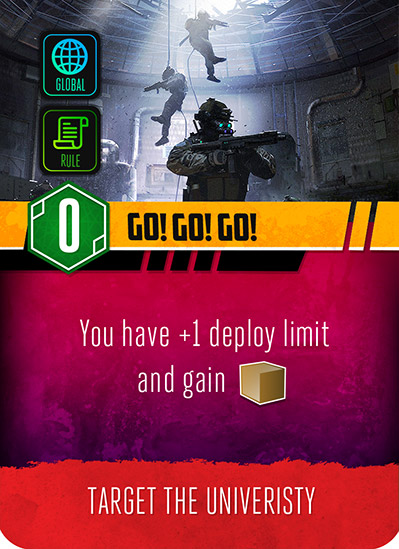 GLOBAL
RULE
0
GO! GO! GO!
You have +1 deploy limit
and gain
TARGET THE UNIVERISTY